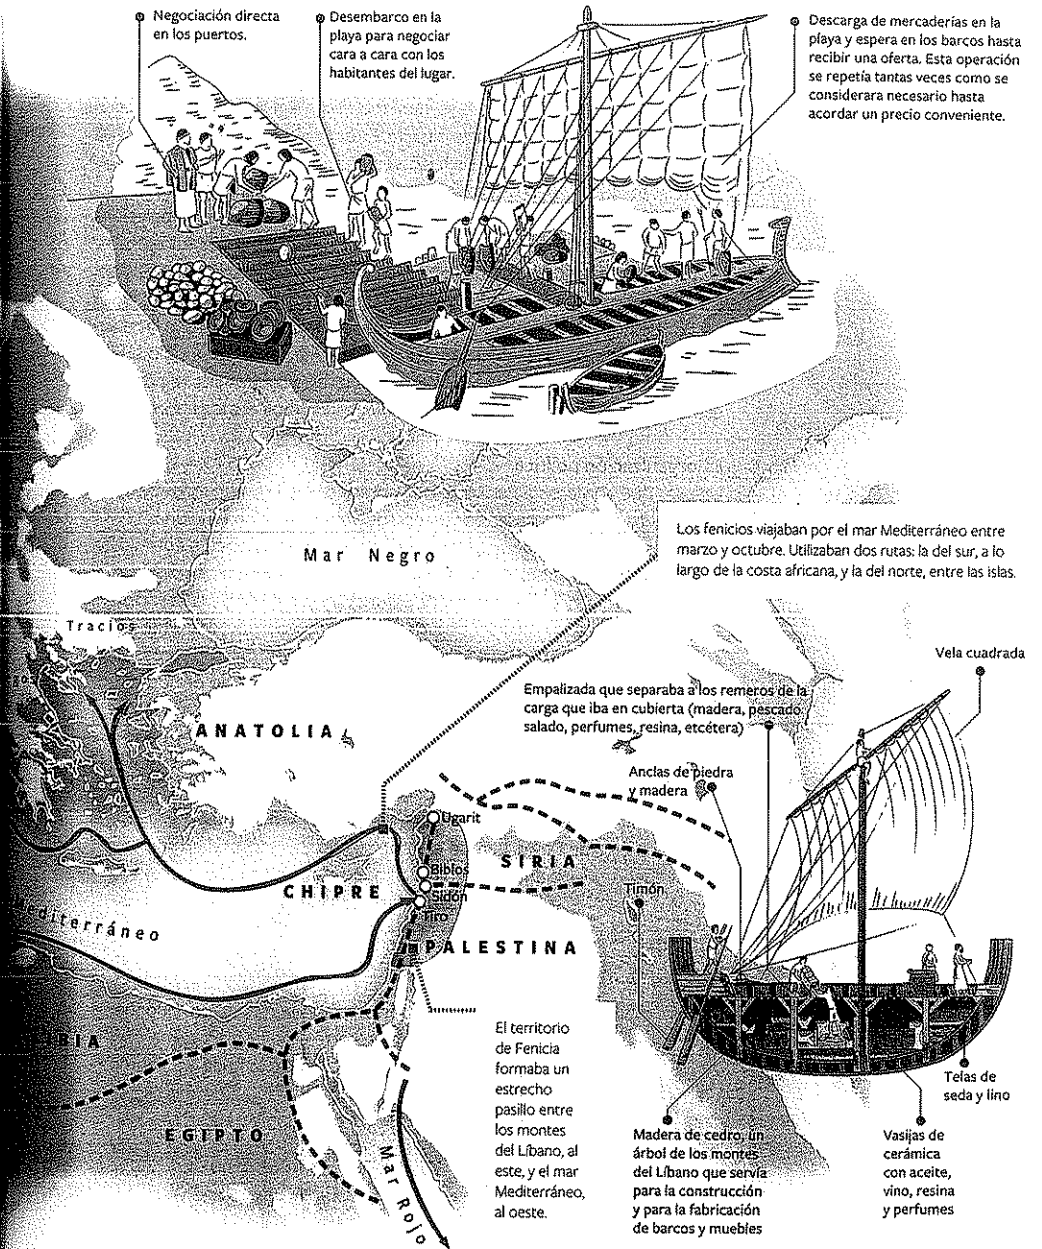 Negociación directa
en los puertos.
Desembarco en la
playa para negociar
cara a cara con los
habitantes del lugar.
Descarga de mercaderías en la
playa y espera en los barcos hasta
recibir una oferta. Esta operación
se repetía tantas veces como se
considerara necesario hasta
acordar un precio conveniente.
Mar Negro
Los fenicios viajaban por el mar Mediterráneo entre
marzo y octubre. Utilizaban dos rutas: la del sur, a lo
largo de la costa africana, y la del norte, entre las islas.
Tracios
Vela cuadrada
Empalizada que separaba a los remeros de la
carga que iba en cubierta (madera, pescado
salado, perfumes, resina, etcétera)
ANATOLIA
Anclas de piedra
y madera
Ugarit
SIRIA
Biblos
CHIPRE
Sidón
Timón
Tiro
Mediterráneo
PALESTINA
El territorio
de Fenicia
formaba un
estrecho
pasillo entre
los montes
del Líbano, al
este, y el mar
Mediterráneo,
al oeste.
LIBIA
EGIPTO
Mar Rojo
Telas de
seda y lino
Madera de cedro, un
árbol de los montes
del Líbano que servía
para la construcción
y para la fabricación
de barcos y muebles
Vasijas de
cerámica
con aceite,
vino, resina
y perfumes